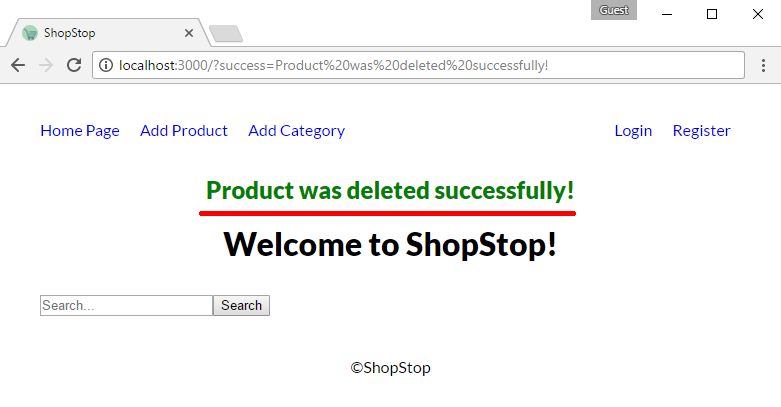 Guest
ShopStop
localhost:3000/?success=Product%20was%20deleted%20successfully!
Home Page Add Product Add Category Login Register
Product was deleted successfully!
Welcome to ShopStop!
Search... Search
©ShopStop